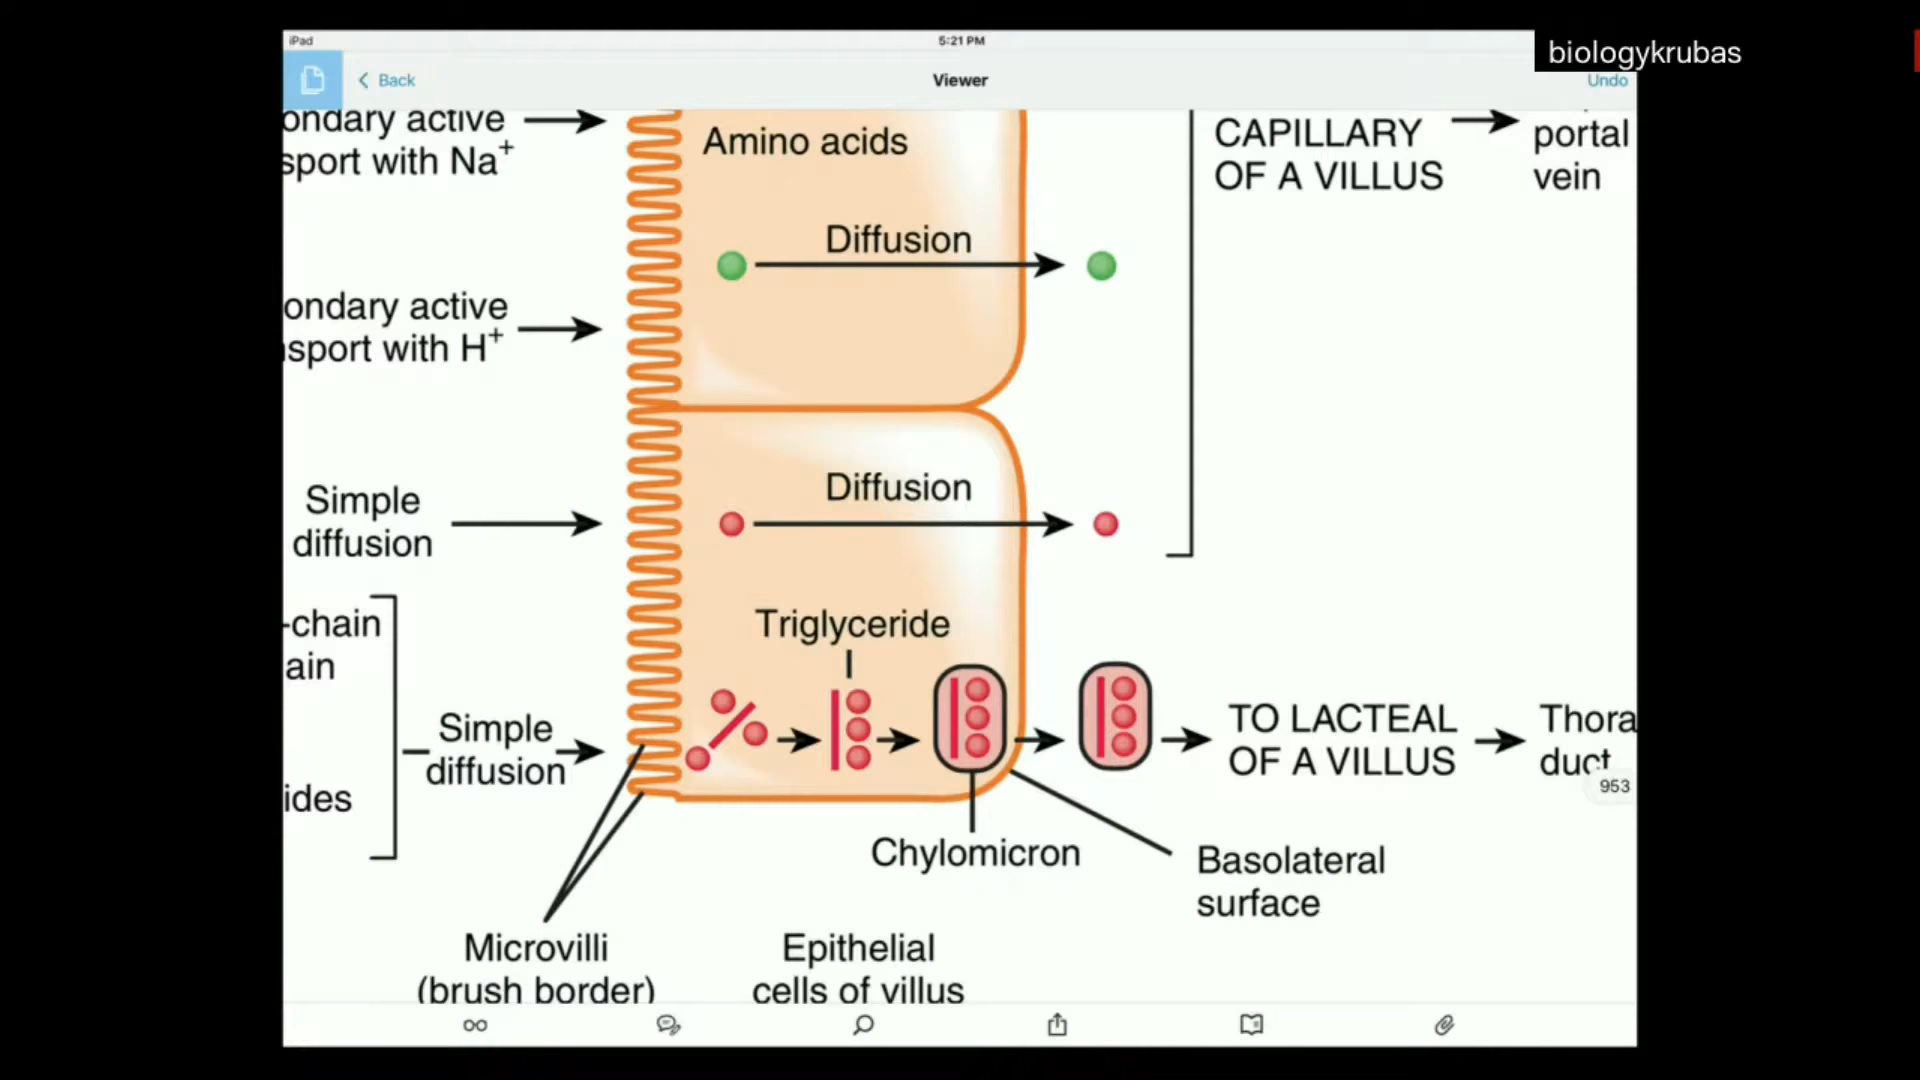 iPad
5:21 PM
biologykrubas
Back
Viewer
Undo
ondary active
sport with Na+
Amino acids
CAPILLARY
OF A VILLUS
portal
vein
Diffusion
ondary active
sport with H+
Simple
diffusion
Diffusion
-chain
ain
ides
Simple
diffusion
Triglyceride
TO LACTEAL
OF A VILLUS
Thora
duct
953
Chylomicron
Basolateral
surface
Microvilli
(brush border)
Epithelial
cells of villus